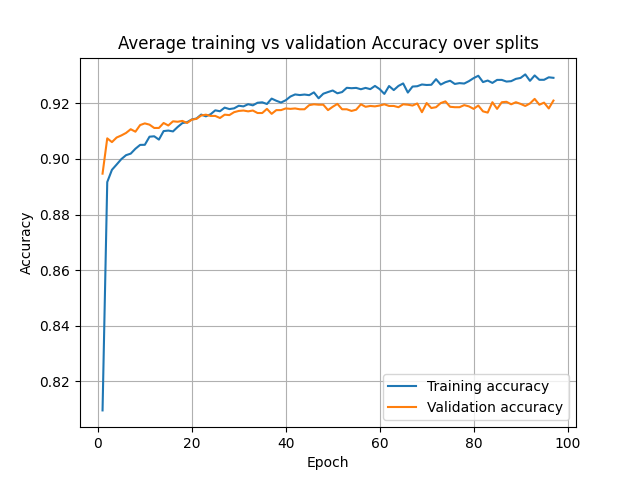 Average training vs validation Accuracy over splits
Accuracy
0.92
0.90
0.88
0.86
0.84
0.82
0
20
40
60
80
100
Epoch
Training accuracy
Validation accuracy